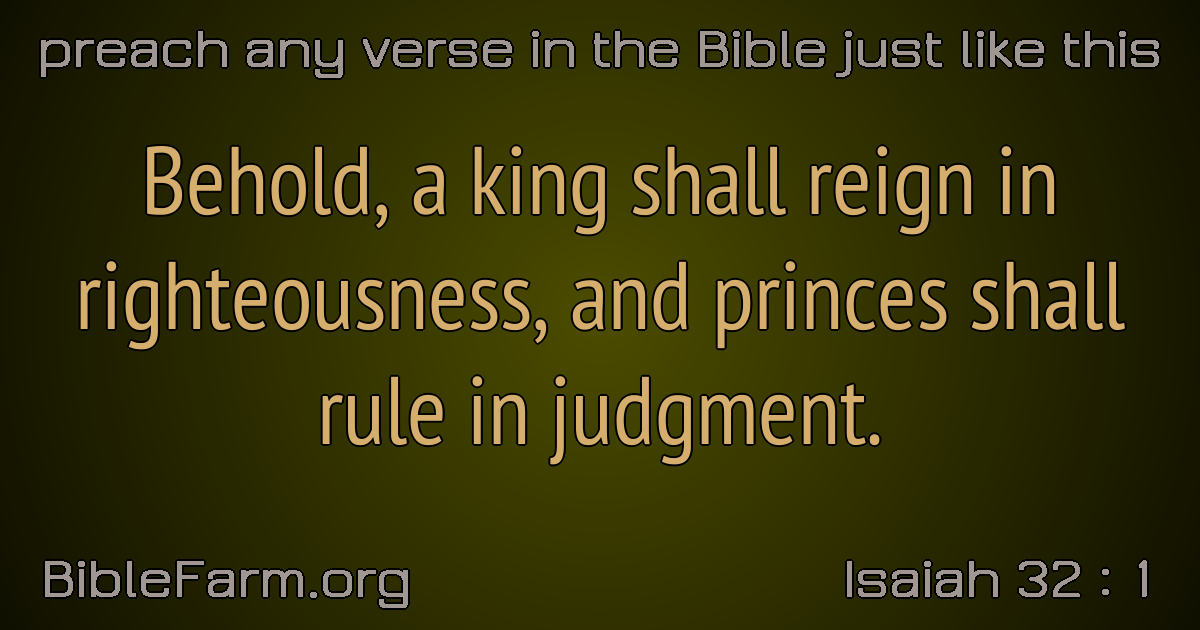 preach any verse in the Bible just like this
Behold, a king shall reign in
righteousness, and princes shall
rule in judgment.
BibleFarm.org
Isaiah 32 : 1